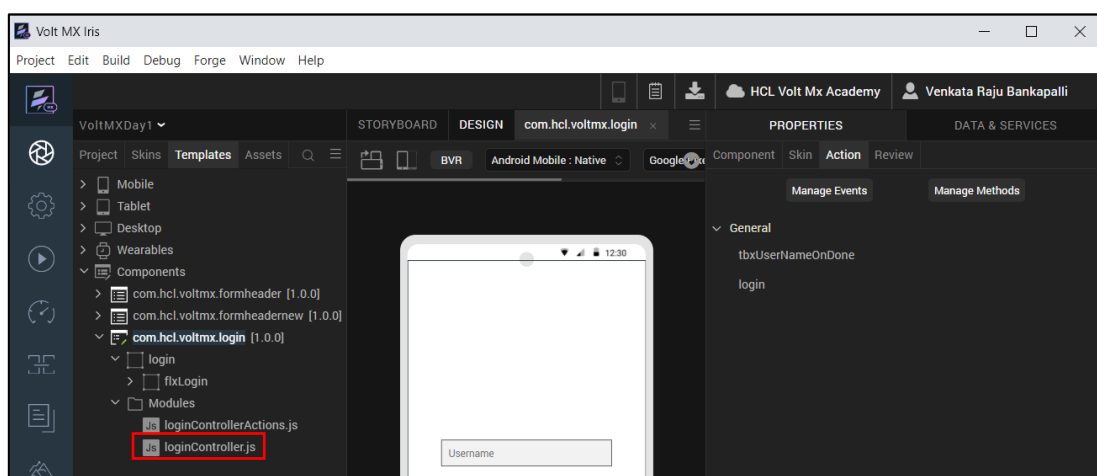 Volt MX Iris
Project Edit Build Debug Forge Window Help
HCL Volt Mx Academy Venkata Raju Bankapalli
VoltMXDay1 STORYBOARD DESIGN com.hcl.voltmx.login × PROPERTIES DATA & SERVICES
Project Skins Templates Assets BVR Android Mobile : Native Component Skin Action Review
Mobile
Manage Events Manage Methods
Tablet
Desktop
General
Wearables
12:30
tbxUserNameOnDone
Components
login
com.hcl.voltmx.formheader [1.0.0]
com.hcl.voltmx.formheadernew [1.0.0]
com.hcl.voltmx.login [1.0.0]
login
flxLogin
Modules
Js loginControllerActions.js
Js loginController.js
Username